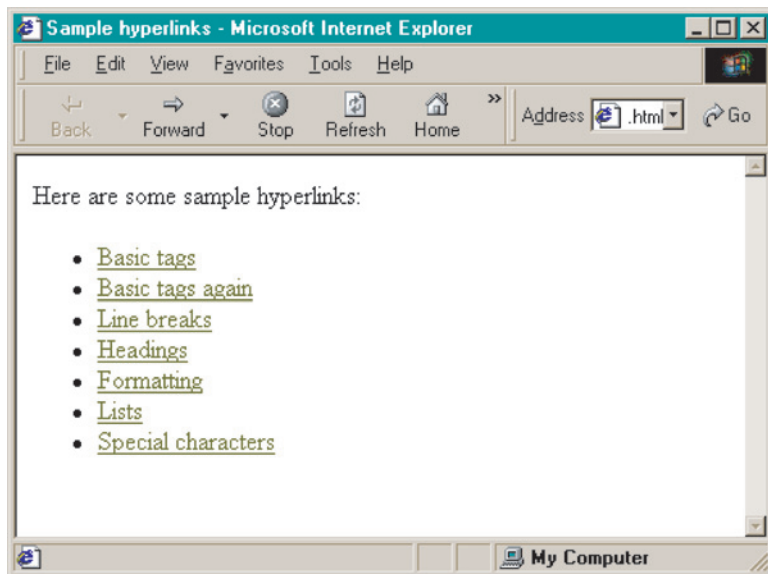 Sample hyperlinks - Microsoft Internet Explorer
File Edit View Favorites Tools Help
Back Forward Stop Refresh Home » Address .html Go
Here are some sample hyperlinks:
• Basic tags
• Basic tags again
• Line breaks
• Headings
• Formatting
• Lists
• Special characters
My Computer